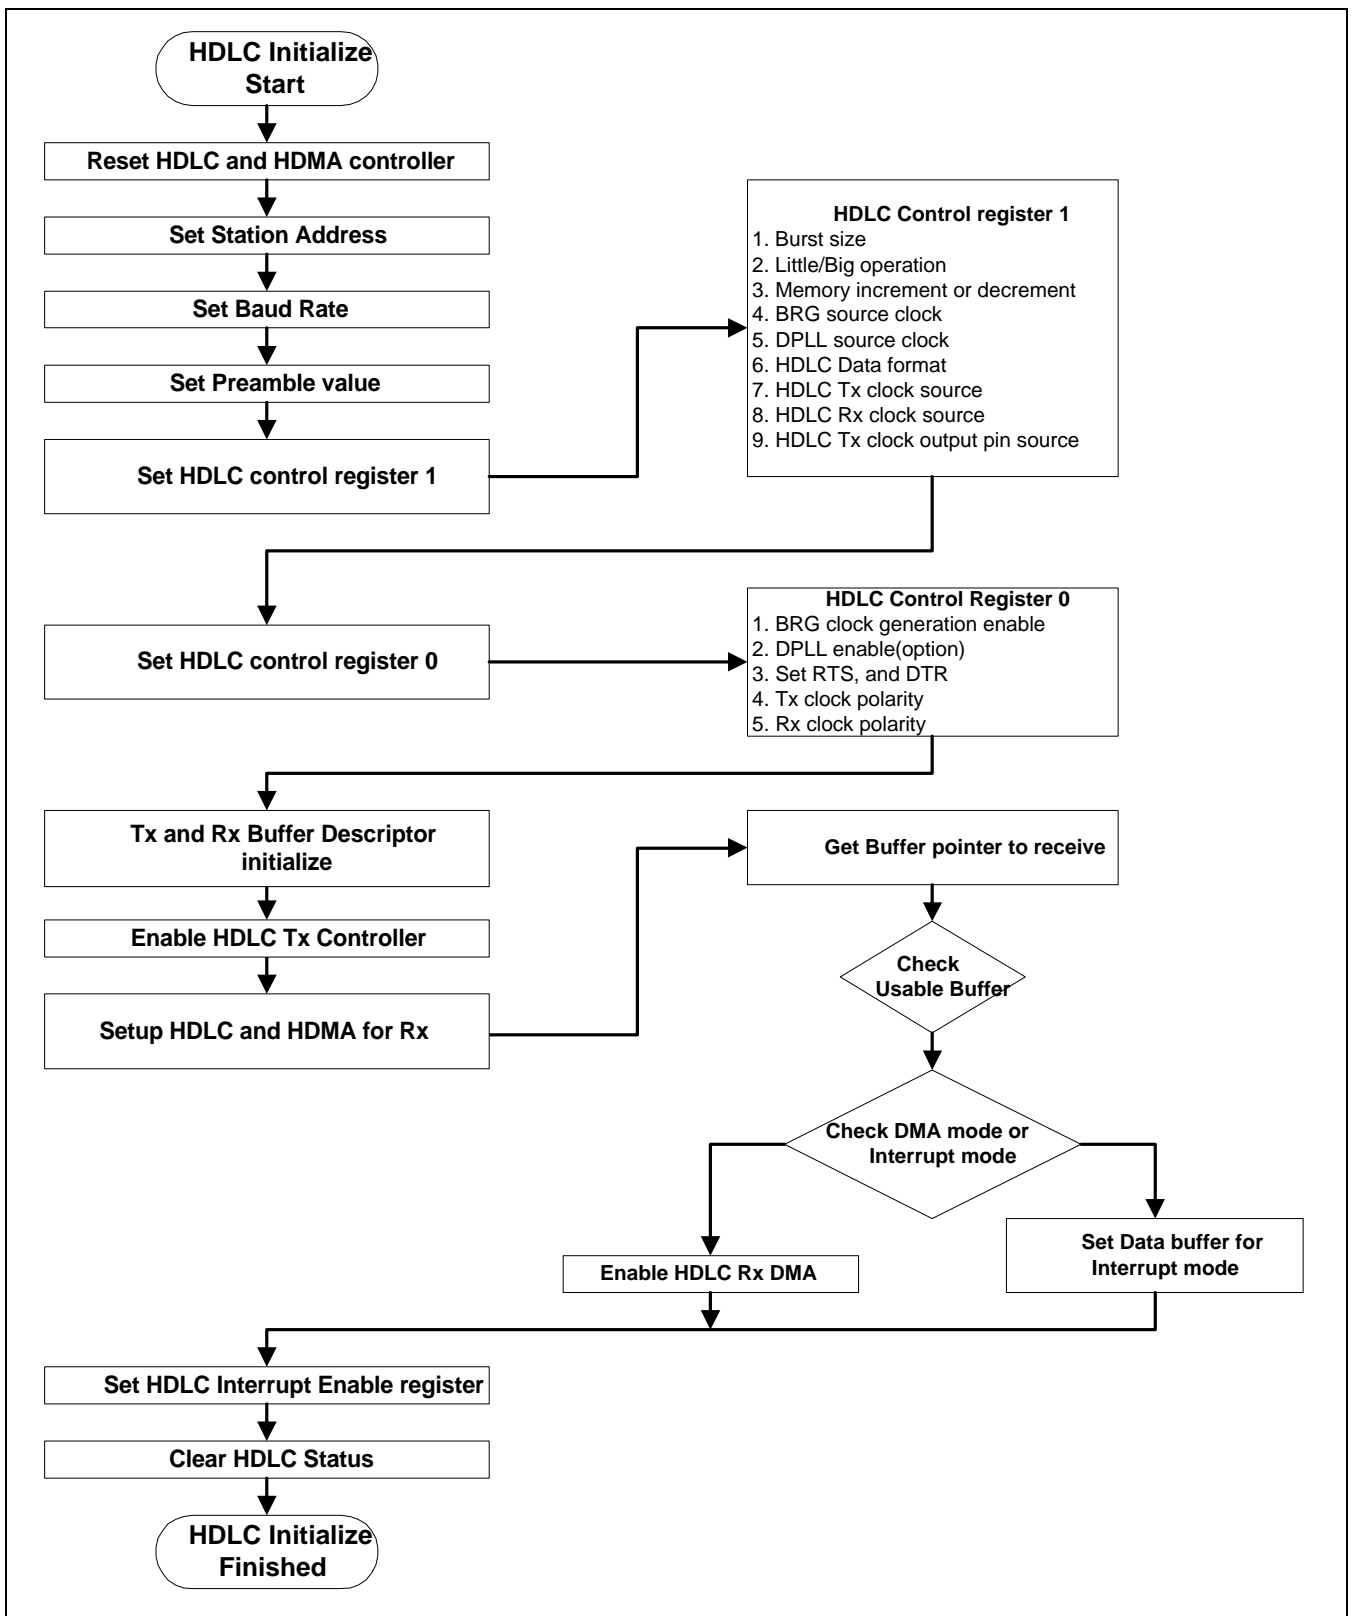 HDLC Initialize
Start
Reset HDLC and HDMA controller
Set Station Address
Set Baud Rate
Set Preamble value
Set HDLC control register 1
HDLC Control register 1
1. Burst size
2. Little/Big operation
3. Memory increment or decrement
4. BRG source clock
5. DPLL source clock
6. HDLC Data format
7. HDLC Tx clock source
8. HDLC Rx clock source
9. HDLC Tx clock output pin source
Set HDLC control register 0
HDLC Control Register 0
1. BRG clock generation enable
2. DPLL enable(option)
3. Set RTS, and DTR
4. Tx clock polarity
5. Rx clock polarity
Tx and Rx Buffer Descriptor
initialize
Enable HDLC Tx Controller
Setup HDLC and HDMA for Rx
Get Buffer pointer to receive
Check
Usable Buffer
Check DMA mode or
Interrupt mode
Enable HDLC Rx DMA
Set Data buffer for
Interrupt mode
Set HDLC Interrupt Enable register
Clear HDLC Status
HDLC Initialize
Finished